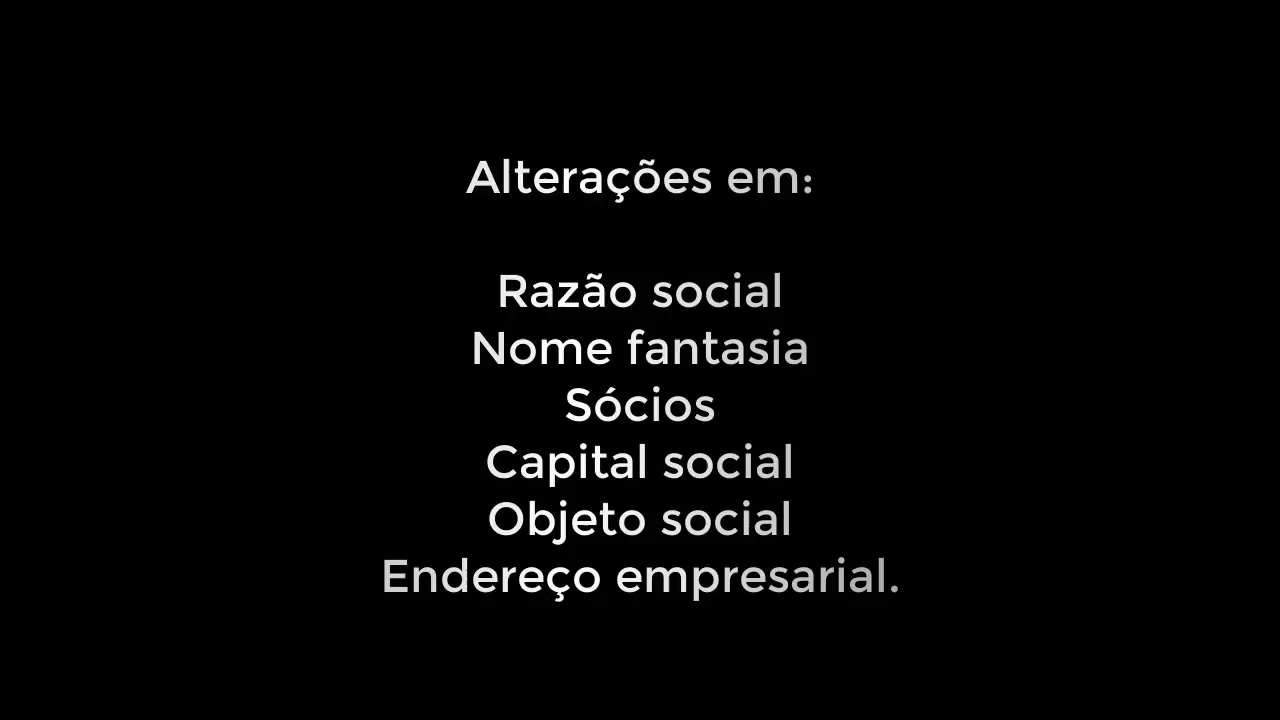 Alterações em:
Razão social
Nome fantasia
Sócios
Capital social
Objeto social
Endereço empresarial.